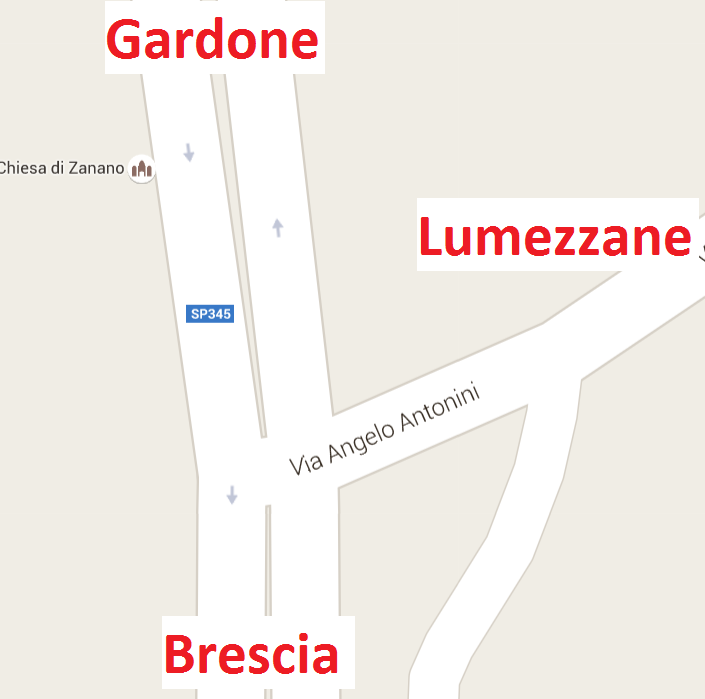 Gardone
Chiesa di Zanano
Lumezzane
SP345
Via Angelo Antonini
Brescia